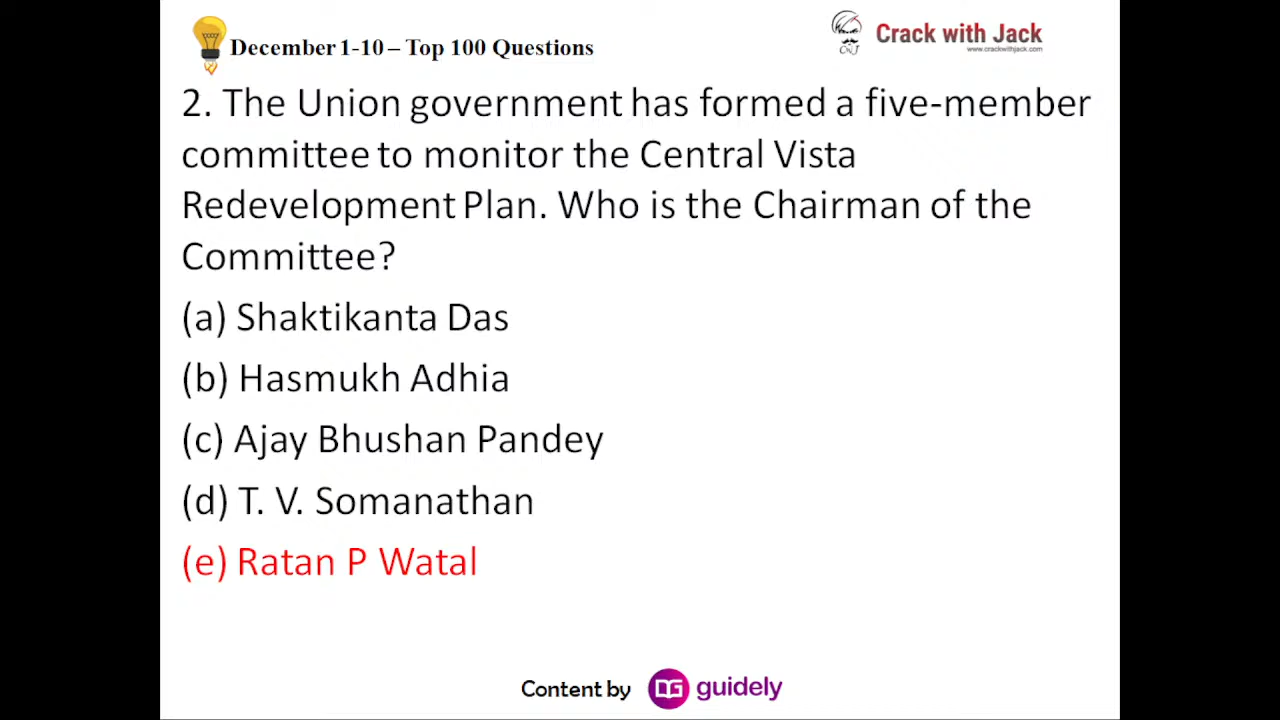 December 1-10 – Top 100 Questions
Crack with Jack
www.crackwithjack.com
CwJ
2. The Union government has formed a five-member
committee to monitor the Central Vista
Redevelopment Plan. Who is the Chairman of the
Committee?
(a) Shaktikanta Das
(b) Hasmukh Adhia
(c) Ajay Bhushan Pandey
(d) T. V. Somanathan
(e) Ratan P Watal
Content by
DG guidely